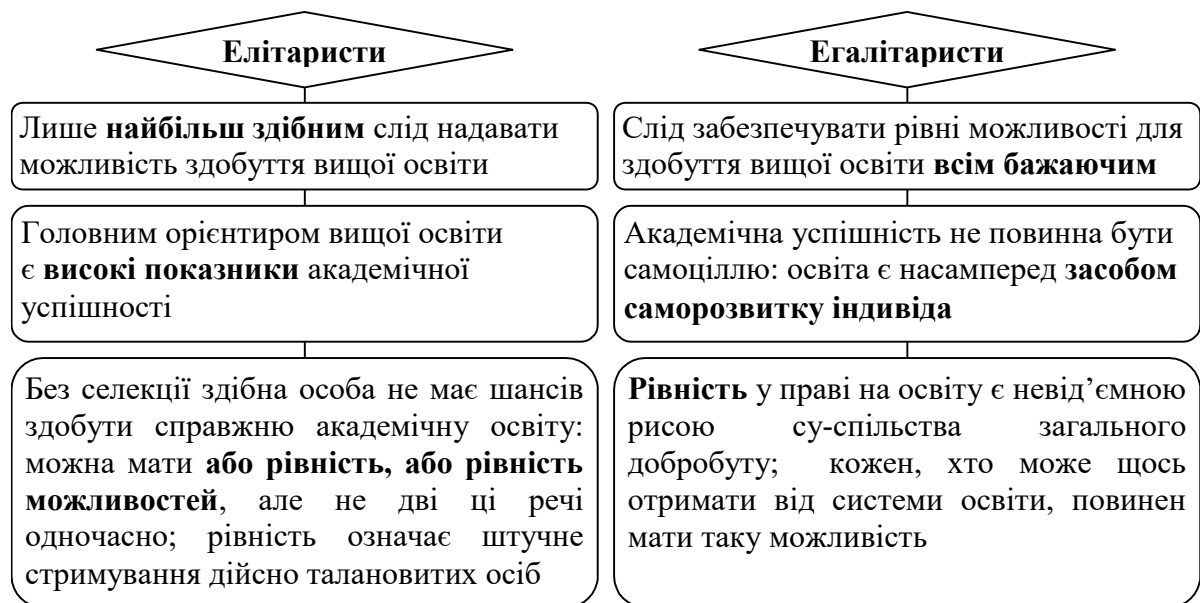 Елітаристи
Лише найбільш здібним слід надавати
можливість здобуття вищої освіти
Головним орієнтиром вищої освіти
є високі показники академічної
успішності
Без селекції здібна особа не має шансів
здобути справжню академічну освіту:
можна мати або рівність, або рівність
можливостей, але не дві ці речі
одночасно; рівність означає штучне
стримування дійсно талановитих осіб
Егалітаристи
Слід забезпечувати рівні можливості для
здобуття вищої освіти всім бажаючим
Академічна успішність не повинна бути
самоціллю: освіта є насамперед засобом
саморозвитку індивіда
Рівність у праві на освіту є невід’ємною
рисою су-спільства загального
добробуту; кожен, хто може щось
отримати від системи освіти, повинен
мати таку можливість